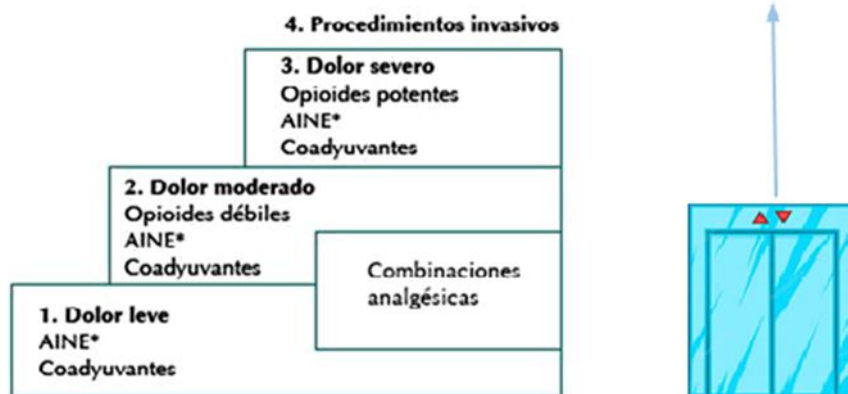 4. Procedimientos invasivos
3. Dolor severo
Opioides potentes
AINE*
Coadyuvantes
2. Dolor moderado
Opioides débiles
AINE*
Coadyuvantes
Combinaciones
analgésicas
1. Dolor leve
AINE*
Coadyuvantes